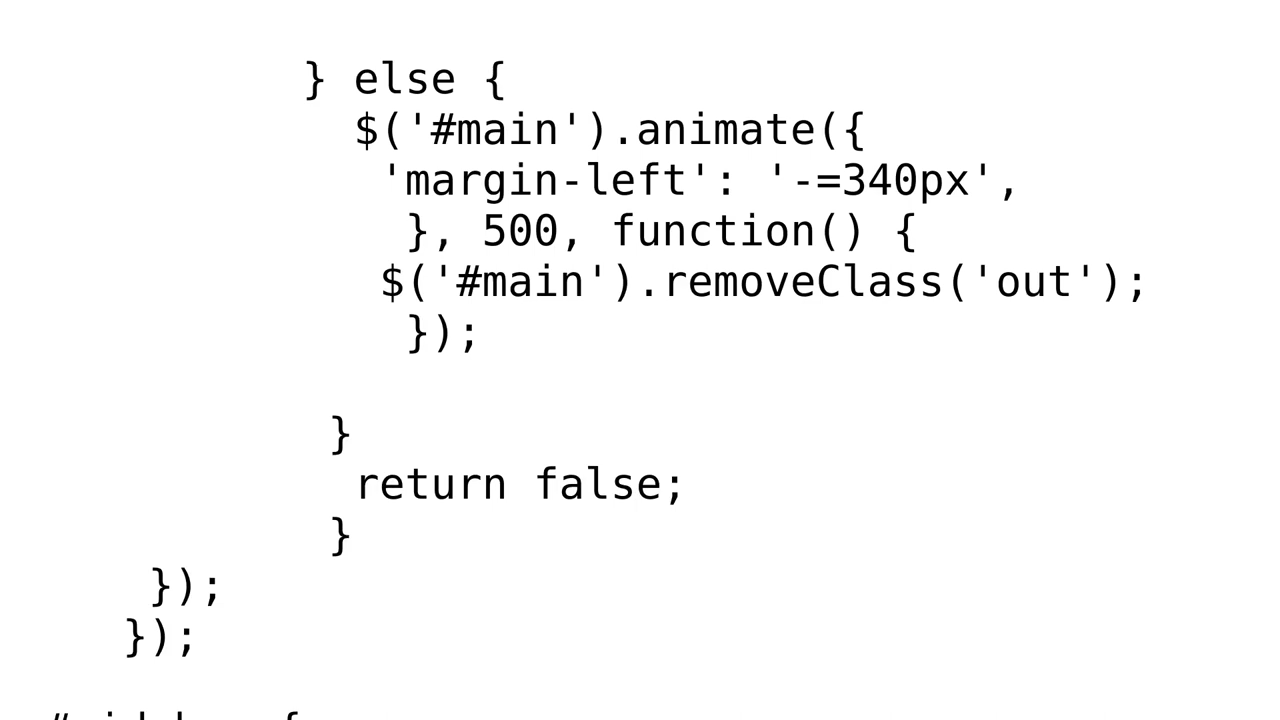 } else {
$('#main').animate({
'margin-left': '-=340px',
}, 500, function() {
$('#main').removeClass('out');
});
}
return false;
}
});
});